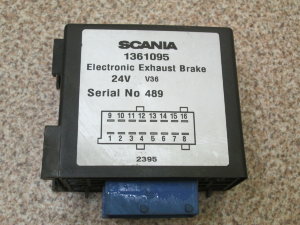 SCANIA
1361095
Electronic Exhaust Brake
24V V36
Serial No 489
9 10 11 12 13 14 15 16
1 2 3 4 5 6 7 8
2395